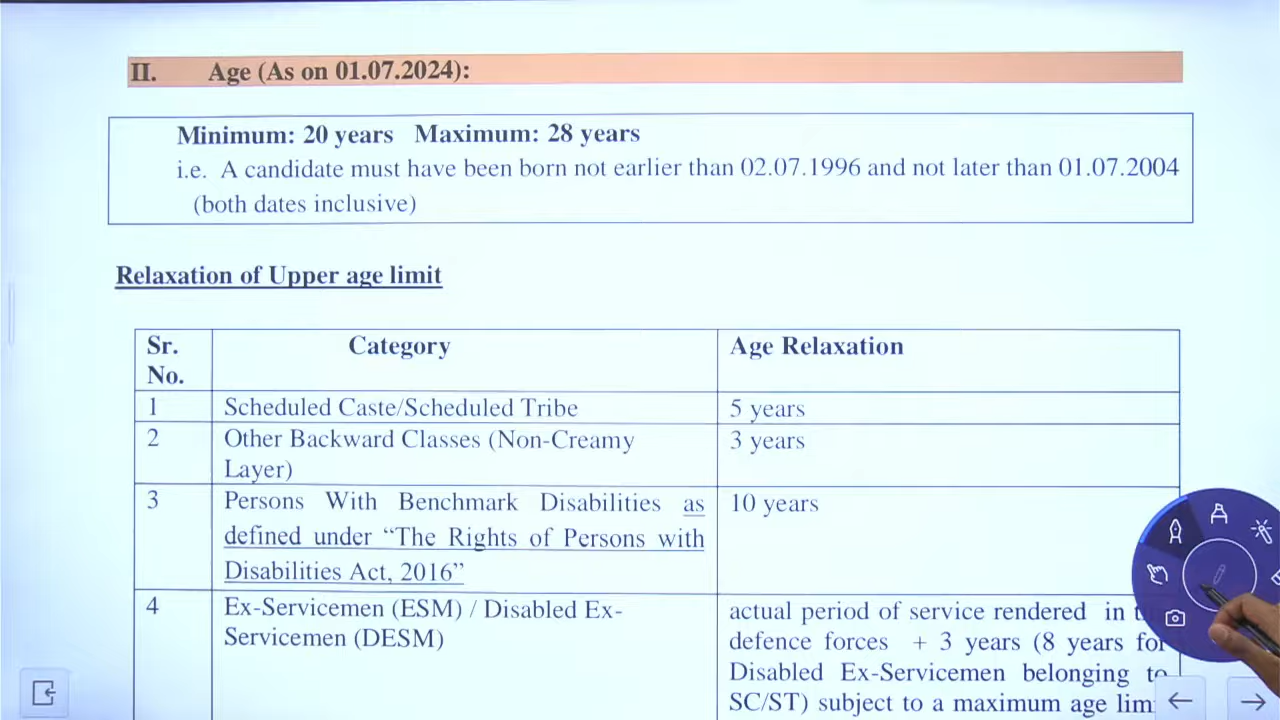 II. Age (As on 01.07.2024):
Minimum: 20 years Maximum: 28 years
i.e. A candidate must have been born not earlier than 02.07.1996 and not later than 01.07.2004
(both dates inclusive)
Relaxation of Upper age limit
Sr. No. Category Age Relaxation
1 Scheduled Caste/Scheduled Tribe 5 years
2 Other Backward Classes (Non-Creamy 3 years
Layer)
3 Persons With Benchmark Disabilities as 10 years
defined under “The Rights of Persons with
Disabilities Act, 2016”
4 Ex-Servicemen (ESM) / Disabled Ex-
Servicemen (DESM)
actual period of service rendered in
defence forces + 3 years (8 years for
Disabled Ex-Servicemen belonging to
SC/ST) subject to a maximum age